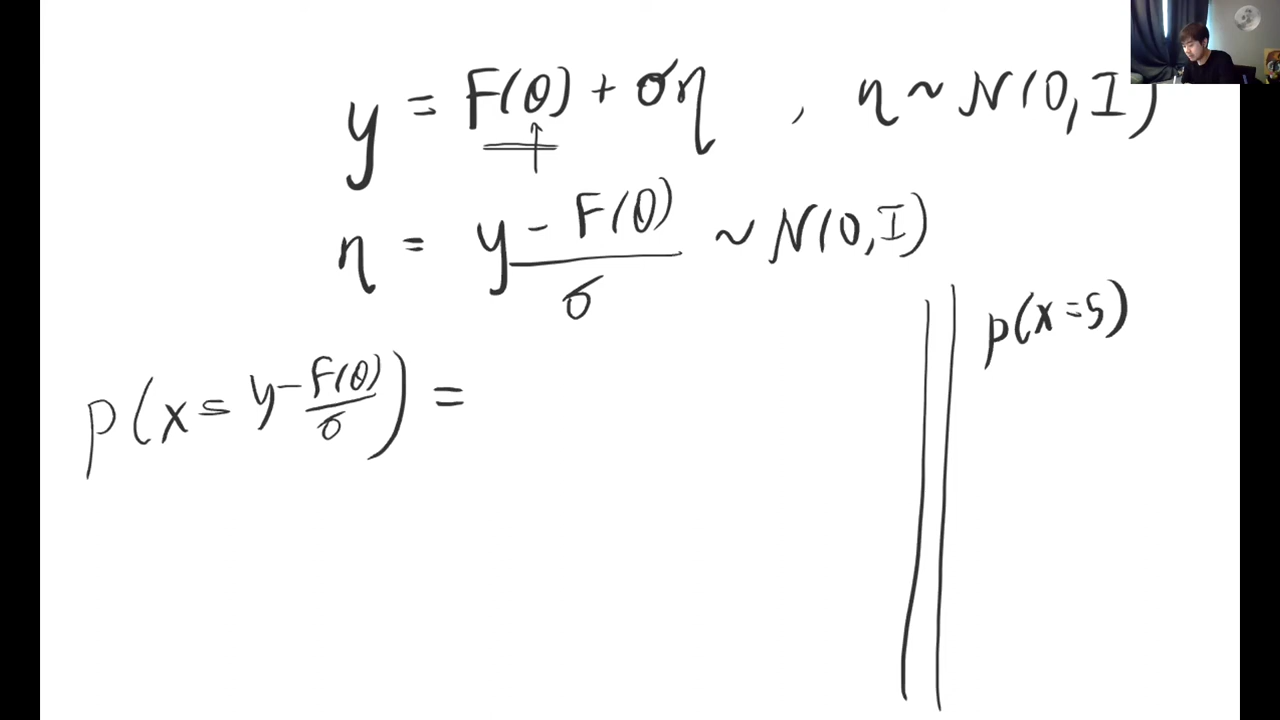 y = F(θ) + ση , η ~ N(0, I)
η = y - F(θ) / σ ~ N(0, I)
p(x=5)
p(x = y - F(θ) / σ) =